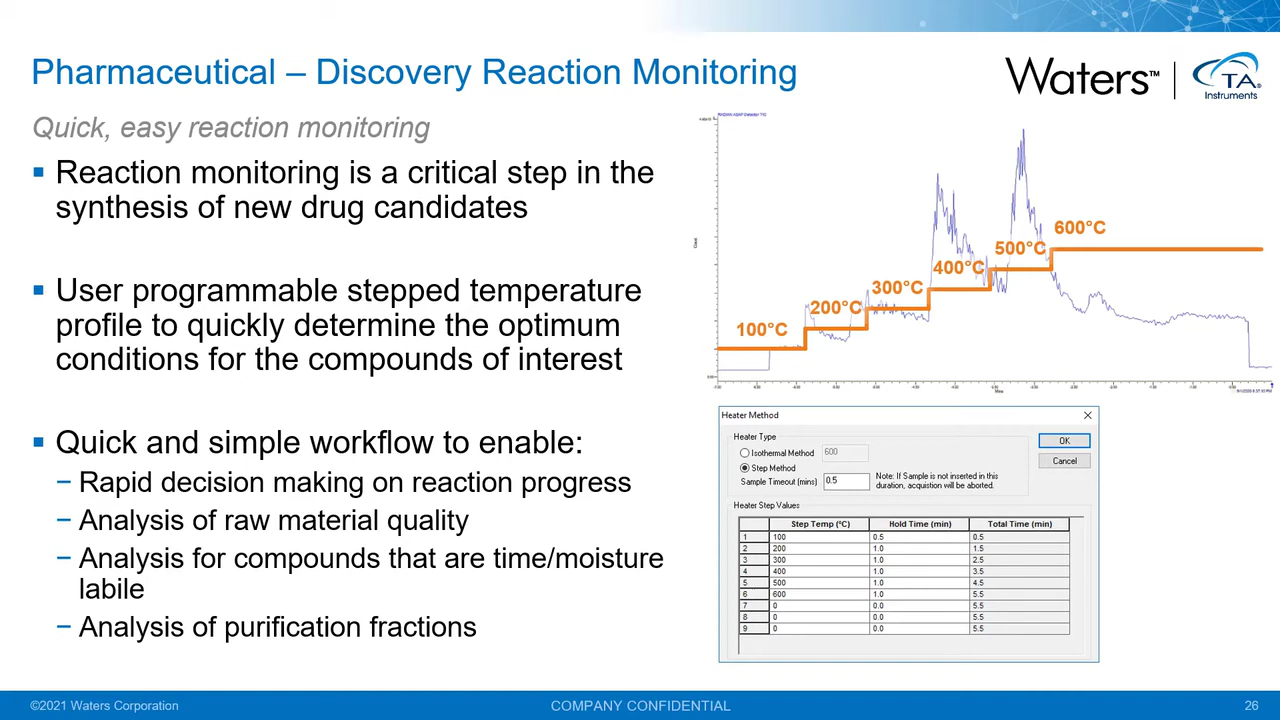 Pharmaceutical – Discovery Reaction Monitoring
Waters™
TA®
Instruments
Quick, easy reaction monitoring
▪ Reaction monitoring is a critical step in the
synthesis of new drug candidates
▪ User programmable stepped temperature
profile to quickly determine the optimum
conditions for the compounds of interest
▪ Quick and simple workflow to enable:
− Rapid decision making on reaction progress
− Analysis of raw material quality
− Analysis for compounds that are time/moisture
labile
− Analysis of purification fractions
100°C
200°C
300°C
400°C
500°C
600°C
Heater Method
Heater Type
Isothermal Method 600
Step Method
Sample Timeout (mins) 0.5
Note: If Sample is not inserted in this
duration, acquistion will be aborted.
OK
Cancel
Heater Step Values
Step Temp (ºC) Hold Time (min) Total Time (min)
1 100 0.5 0.5
2 200 1.0 1.5
3 300 1.0 2.5
4 400 1.0 3.5
5 500 1.0 4.5
6 600 1.0 5.5
7 0 0.0 5.5
8 0 0.0 5.5
9 0 0.0 5.5
©2021 Waters Corporation
COMPANY CONFIDENTIAL
26